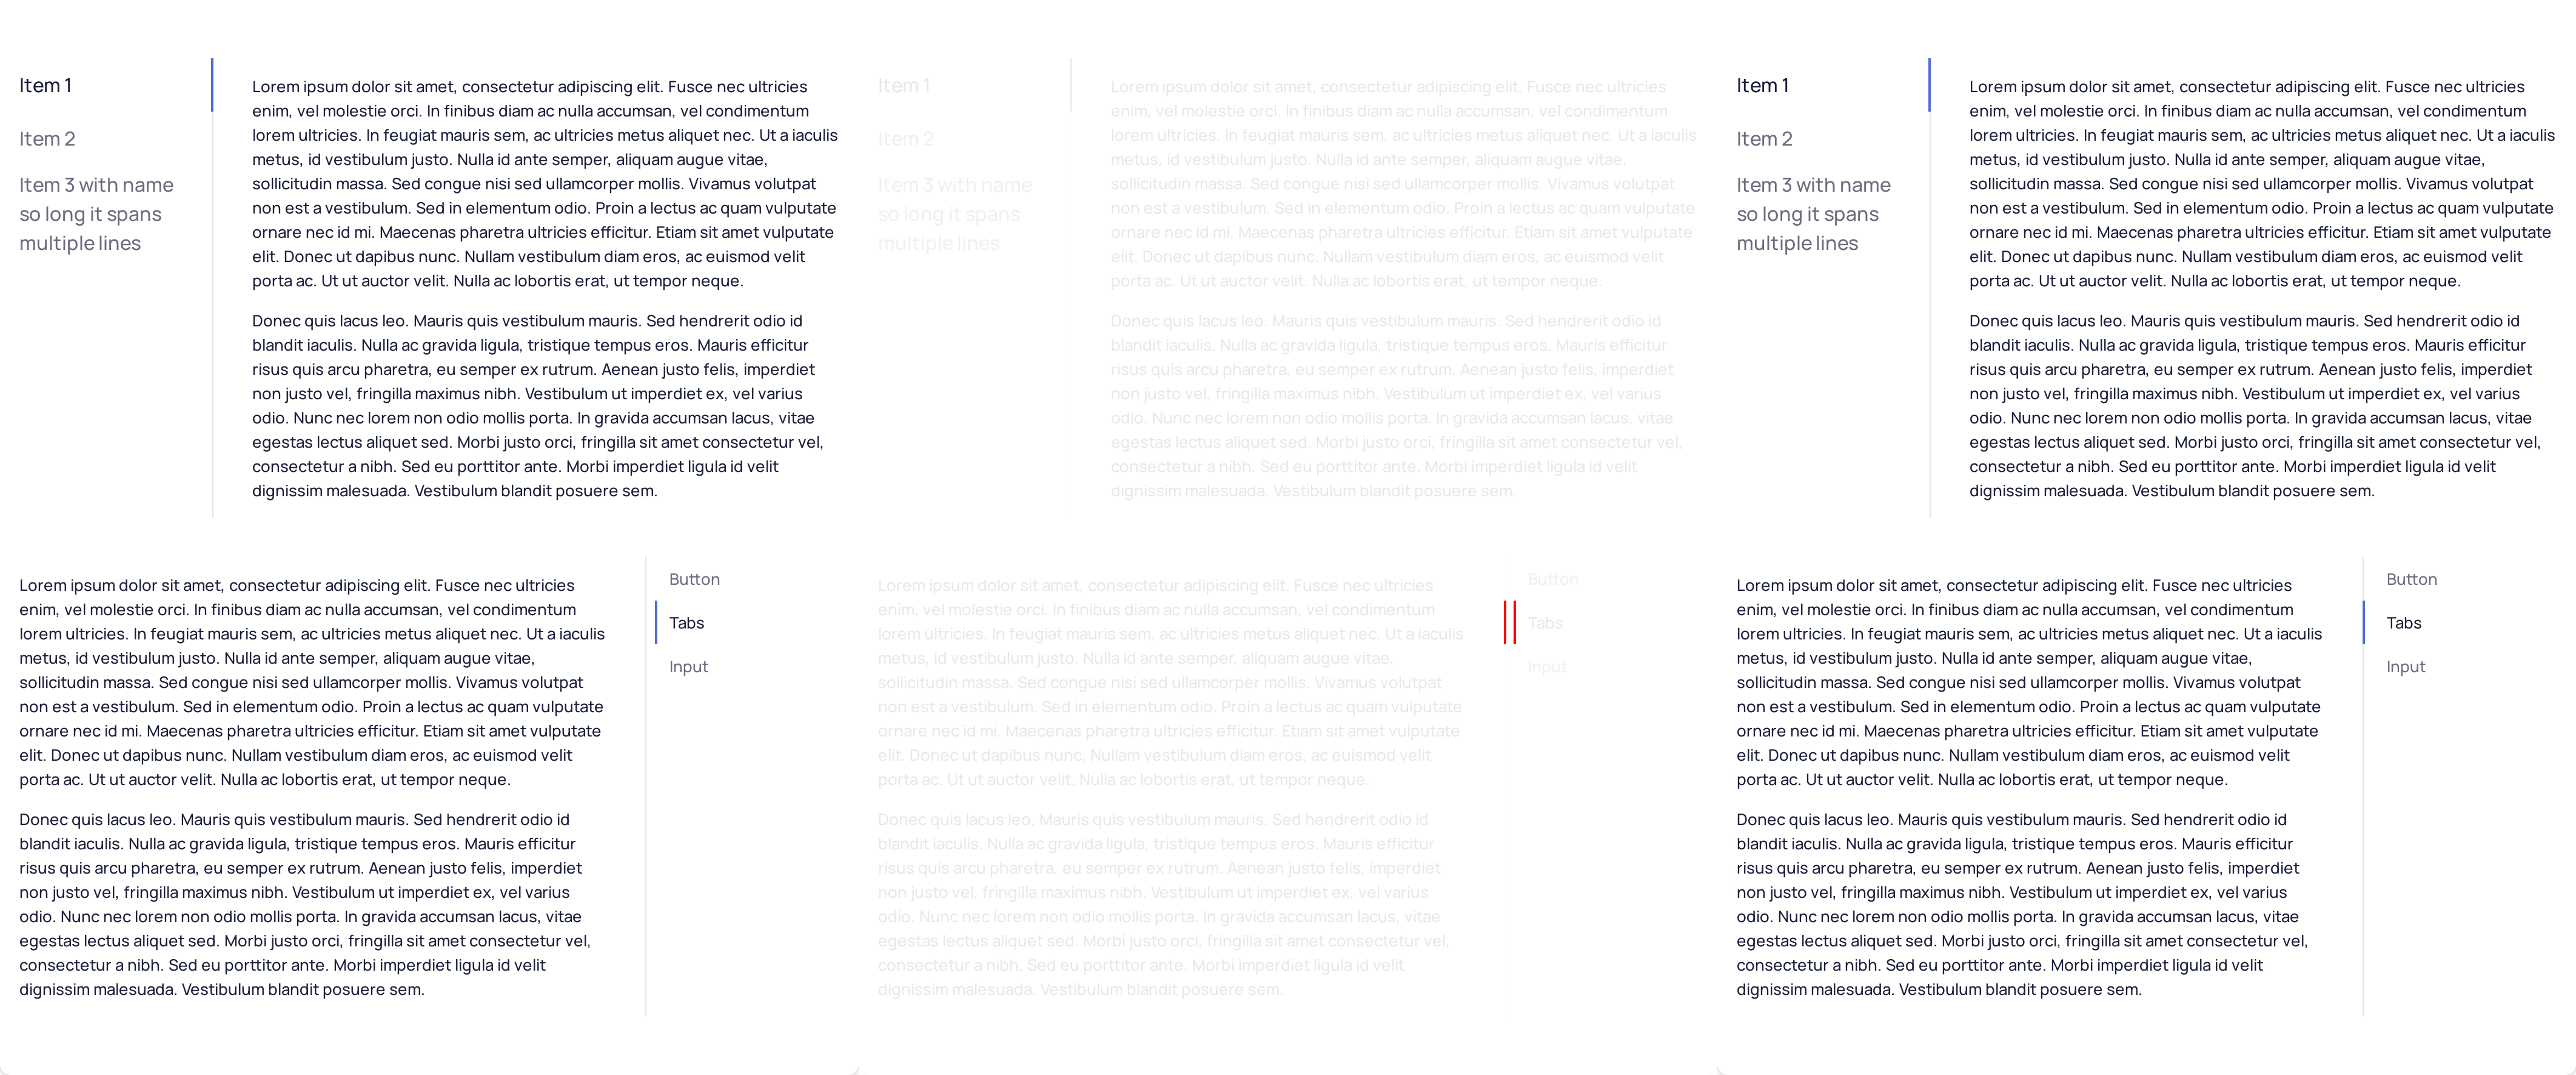 Item 1
Item 2
Item 3 with name
so long it spans
multiple lines
Lorem ipsum dolor sit amet, consectetur adipiscing elit. Fusce nec ultricies
enim, vel molestie orci. In finibus diam ac nulla accumsan, vel condimentum
lorem ultricies. In feugiat mauris sem, ac ultricies metus aliquet nec. Ut a iaculis
metus, id vestibulum justo. Nulla id ante semper, aliquam augue vitae,
sollicitudin massa. Sed congue nisi sed ullamcorper mollis. Vivamus volutpat
non est a vestibulum. Sed in elementum odio. Proin a lectus ac quam vulputate
ornare nec id mi. Maecenas pharetra ultricies efficitur. Etiam sit amet vulputate
elit. Donec ut dapibus nunc. Nullam vestibulum diam eros, ac euismod velit
porta ac. Ut ut auctor velit. Nulla ac lobortis erat, ut tempor neque.
Donec quis lacus leo. Mauris quis vestibulum mauris. Sed hendrerit odio id
blandit iaculis. Nulla ac gravida ligula, tristique tempus eros. Mauris efficitur
risus quis arcu pharetra, eu semper ex rutrum. Aenean justo felis, imperdiet
non justo vel, fringilla maximus nibh. Vestibulum ut imperdiet ex, vel varius
odio. Nunc nec lorem non odio mollis porta. In gravida accumsan lacus, vitae
egestas lectus aliquet sed. Morbi justo orci, fringilla sit amet consectetur vel,
consectetur a nibh. Sed eu porttitor ante. Morbi imperdiet ligula id velit
dignissim malesuada. Vestibulum blandit posuere sem.
Lorem ipsum dolor sit amet, consectetur adipiscing elit. Fusce nec ultricies
enim, vel molestie orci. In finibus diam ac nulla accumsan, vel condimentum
lorem ultricies. In feugiat mauris sem, ac ultricies metus aliquet nec. Ut a iaculis
metus, id vestibulum justo. Nulla id ante semper, aliquam augue vitae,
sollicitudin massa. Sed congue nisi sed ullamcorper mollis. Vivamus volutpat
non est a vestibulum. Sed in elementum odio. Proin a lectus ac quam vulputate
ornare nec id mi. Maecenas pharetra ultricies efficitur. Etiam sit amet vulputate
elit. Donec ut dapibus nunc. Nullam vestibulum diam eros, ac euismod velit
porta ac. Ut ut auctor velit. Nulla ac lobortis erat, ut tempor neque.
Donec quis lacus leo. Mauris quis vestibulum mauris. Sed hendrerit odio id
blandit iaculis. Nulla ac gravida ligula, tristique tempus eros. Mauris efficitur
risus quis arcu pharetra, eu semper ex rutrum. Aenean justo felis, imperdiet
non justo vel, fringilla maximus nibh. Vestibulum ut imperdiet ex, vel varius
odio. Nunc nec lorem non odio mollis porta. In gravida accumsan lacus, vitae
egestas lectus aliquet sed. Morbi justo orci, fringilla sit amet consectetur vel,
consectetur a nibh. Sed eu porttitor ante. Morbi imperdiet ligula id velit
dignissim malesuada. Vestibulum blandit posuere sem.
Button
Tabs
Input
Item 1
Item 2
Item 3 with name
so long it spans
multiple lines
Lorem ipsum dolor sit amet, consectetur adipiscing elit. Fusce nec ultricies
enim, vel molestie orci. In finibus diam ac nulla accumsan, vel condimentum
lorem ultricies. In feugiat mauris sem, ac ultricies metus aliquet nec. Ut a iaculis
metus, id vestibulum justo. Nulla id ante semper, aliquam augue vitae,
sollicitudin massa. Sed congue nisi sed ullamcorper mollis. Vivamus volutpat
non est a vestibulum. Sed in elementum odio. Proin a lectus ac quam vulputate
ornare nec id mi. Maecenas pharetra ultricies efficitur. Etiam sit amet vulputate
elit. Donec ut dapibus nunc. Nullam vestibulum diam eros, ac euismod velit
porta ac. Ut ut auctor velit. Nulla ac lobortis erat, ut tempor neque.
Donec quis lacus leo. Mauris quis vestibulum mauris. Sed hendrerit odio id
blandit iaculis. Nulla ac gravida ligula, tristique tempus eros. Mauris efficitur
risus quis arcu pharetra, eu semper ex rutrum. Aenean justo felis, imperdiet
non justo vel, fringilla maximus nibh. Vestibulum ut imperdiet ex, vel varius
odio. Nunc nec lorem non odio mollis porta. In gravida accumsan lacus, vitae
egestas lectus aliquet sed. Morbi justo orci, fringilla sit amet consectetur vel,
consectetur a nibh. Sed eu porttitor ante. Morbi imperdiet ligula id velit
dignissim malesuada. Vestibulum blandit posuere sem.
Lorem ipsum dolor sit amet, consectetur adipiscing elit. Fusce nec ultricies
enim, vel molestie orci. In finibus diam ac nulla accumsan, vel condimentum
lorem ultricies. In feugiat mauris sem, ac ultricies metus aliquet nec. Ut a iaculis
metus, id vestibulum justo. Nulla id ante semper, aliquam augue vitae,
sollicitudin massa. Sed congue nisi sed ullamcorper mollis. Vivamus volutpat
non est a vestibulum. Sed in elementum odio. Proin a lectus ac quam vulputate
ornare nec id mi. Maecenas pharetra ultricies efficitur. Etiam sit amet vulputate
elit. Donec ut dapibus nunc. Nullam vestibulum diam eros, ac euismod velit
porta ac. Ut ut auctor velit. Nulla ac lobortis erat, ut tempor neque.
Donec quis lacus leo. Mauris quis vestibulum mauris. Sed hendrerit odio id
blandit iaculis. Nulla ac gravida ligula, tristique tempus eros. Mauris efficitur
risus quis arcu pharetra, eu semper ex rutrum. Aenean justo felis, imperdiet
non justo vel, fringilla maximus nibh. Vestibulum ut imperdiet ex, vel varius
odio. Nunc nec lorem non odio mollis porta. In gravida accumsan lacus, vitae
egestas lectus aliquet sed. Morbi justo orci, fringilla sit amet consectetur vel,
consectetur a nibh. Sed eu porttitor ante. Morbi imperdiet ligula id velit
dignissim malesuada. Vestibulum blandit posuere sem.
Button
Tabs
Input
Item 1
Item 2
Item 3 with name
so long it spans
multiple lines
Lorem ipsum dolor sit amet, consectetur adipiscing elit. Fusce nec ultricies
enim, vel molestie orci. In finibus diam ac nulla accumsan, vel condimentum
lorem ultricies. In feugiat mauris sem, ac ultricies metus aliquet nec. Ut a iaculis
metus, id vestibulum justo. Nulla id ante semper, aliquam augue vitae,
sollicitudin massa. Sed congue nisi sed ullamcorper mollis. Vivamus volutpat
non est a vestibulum. Sed in elementum odio. Proin a lectus ac quam vulputate
ornare nec id mi. Maecenas pharetra ultricies efficitur. Etiam sit amet vulputate
elit. Donec ut dapibus nunc. Nullam vestibulum diam eros, ac euismod velit
porta ac. Ut ut auctor velit. Nulla ac lobortis erat, ut tempor neque.
Donec quis lacus leo. Mauris quis vestibulum mauris. Sed hendrerit odio id
blandit iaculis. Nulla ac gravida ligula, tristique tempus eros. Mauris efficitur
risus quis arcu pharetra, eu semper ex rutrum. Aenean justo felis, imperdiet
non justo vel, fringilla maximus nibh. Vestibulum ut imperdiet ex, vel varius
odio. Nunc nec lorem non odio mollis porta. In gravida accumsan lacus, vitae
egestas lectus aliquet sed. Morbi justo orci, fringilla sit amet consectetur vel,
consectetur a nibh. Sed eu porttitor ante. Morbi imperdiet ligula id velit
dignissim malesuada. Vestibulum blandit posuere sem.
Lorem ipsum dolor sit amet, consectetur adipiscing elit. Fusce nec ultricies
enim, vel molestie orci. In finibus diam ac nulla accumsan, vel condimentum
lorem ultricies. In feugiat mauris sem, ac ultricies metus aliquet nec. Ut a iaculis
metus, id vestibulum justo. Nulla id ante semper, aliquam augue vitae,
sollicitudin massa. Sed congue nisi sed ullamcorper mollis. Vivamus volutpat
non est a vestibulum. Sed in elementum odio. Proin a lectus ac quam vulputate
ornare nec id mi. Maecenas pharetra ultricies efficitur. Etiam sit amet vulputate
elit. Donec ut dapibus nunc. Nullam vestibulum diam eros, ac euismod velit
porta ac. Ut ut auctor velit. Nulla ac lobortis erat, ut tempor neque.
Donec quis lacus leo. Mauris quis vestibulum mauris. Sed hendrerit odio id
blandit iaculis. Nulla ac gravida ligula, tristique tempus eros. Mauris efficitur
risus quis arcu pharetra, eu semper ex rutrum. Aenean justo felis, imperdiet
non justo vel, fringilla maximus nibh. Vestibulum ut imperdiet ex, vel varius
odio. Nunc nec lorem non odio mollis porta. In gravida accumsan lacus, vitae
egestas lectus aliquet sed. Morbi justo orci, fringilla sit amet consectetur vel,
consectetur a nibh. Sed eu porttitor ante. Morbi imperdiet ligula id velit
dignissim malesuada. Vestibulum blandit posuere sem.
Button
Tabs
Input